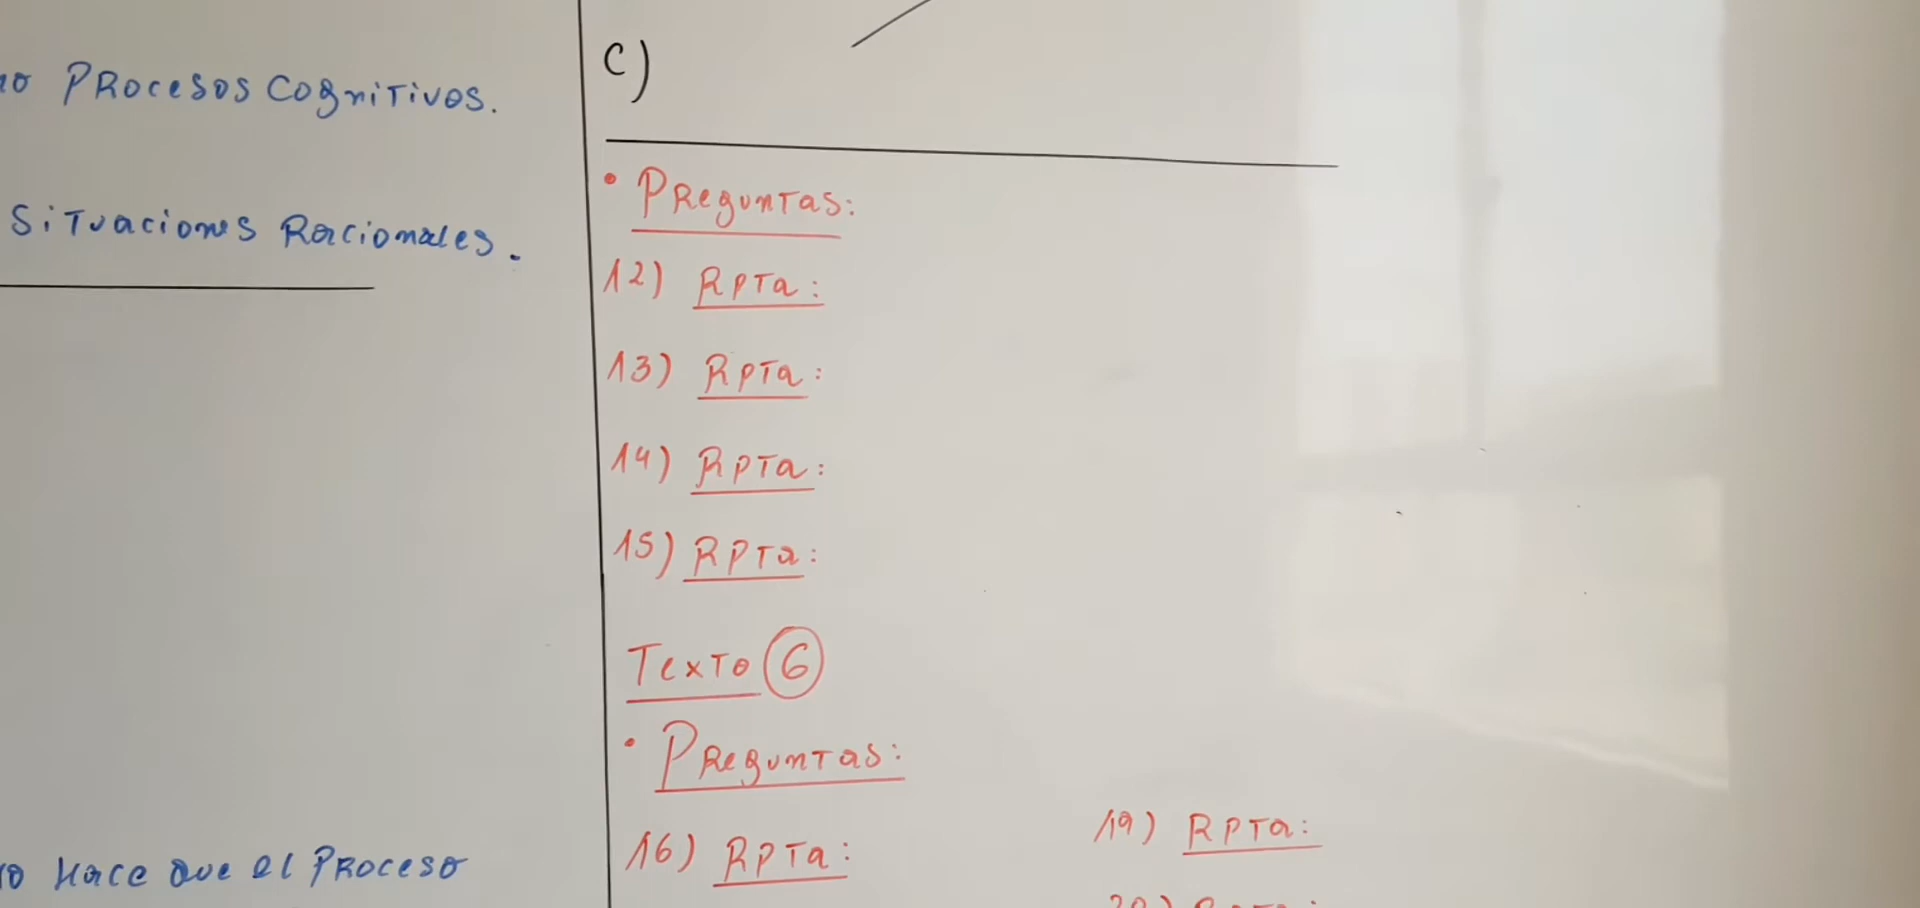 PROCESOS COGNITIVOS.
SITUACIONES RACIONALES.
HACE QUE EL PROCESO
C)
• PREGUNTAS:
12) RPTA:
13) RPTA:
14) RPTA:
15) RPTA:
TEXTO 6
• PREGUNTAS:
16) RPTA:
19) RPTA: